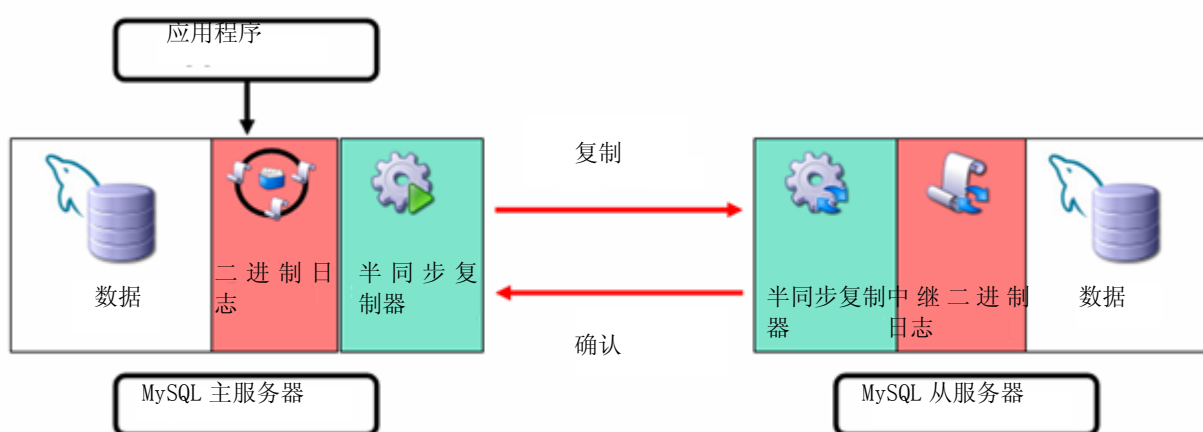 应用程序
复制
二进制日
志
半同步复
制器
数据
半同步复制
器
中继二进制
日志
数据
确认
MySQL 主服务器
MySQL 从服务器